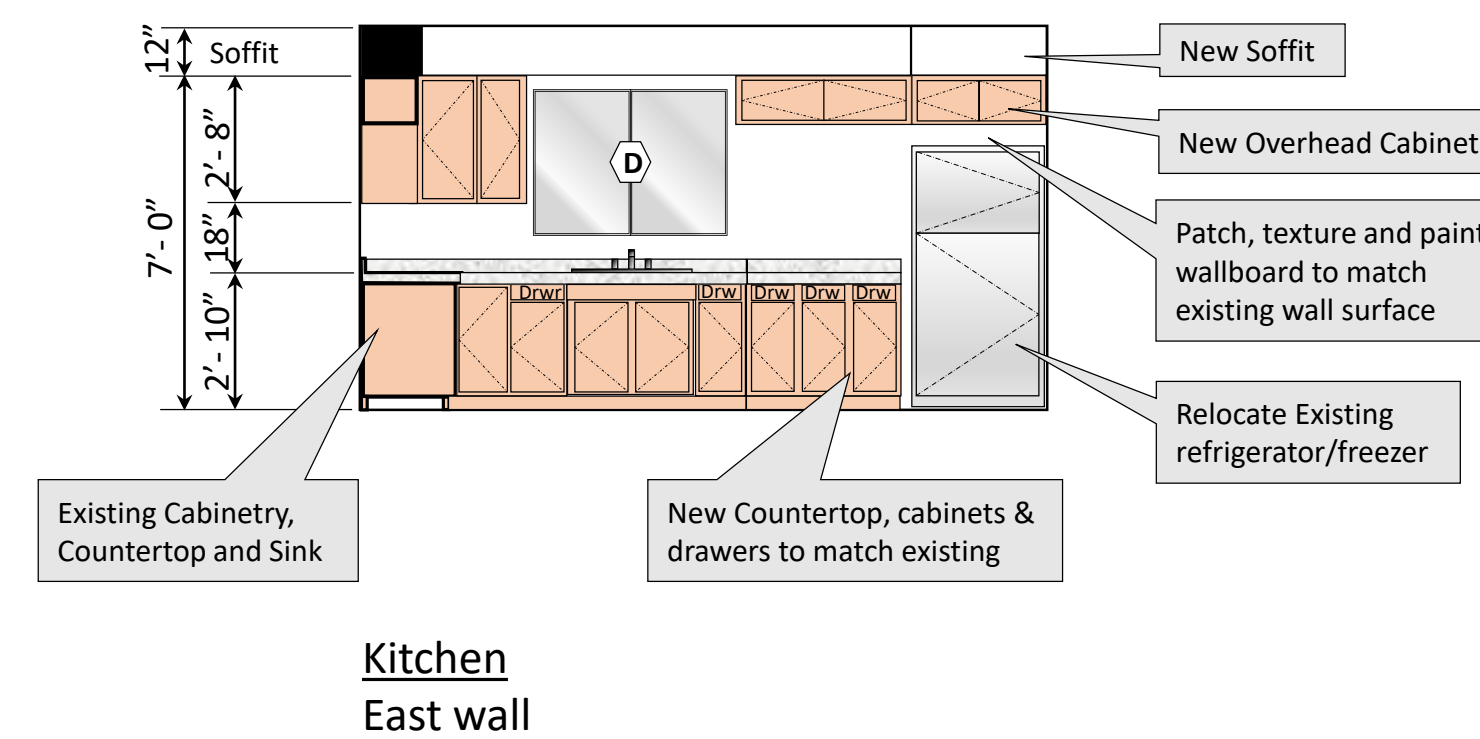 12”
Soffit
7’- 0”
2’- 8”
18”
2’- 10”
D
Drwr
Drw
Drw
Drw
Drw
New Soffit
New Overhead Cabinet
Patch, texture and paint
wallboard to match
existing wall surface
Relocate Existing
refrigerator/freezer
Existing Cabinetry,
Countertop and Sink
New Countertop, cabinets &
drawers to match existing
Kitchen
East wall